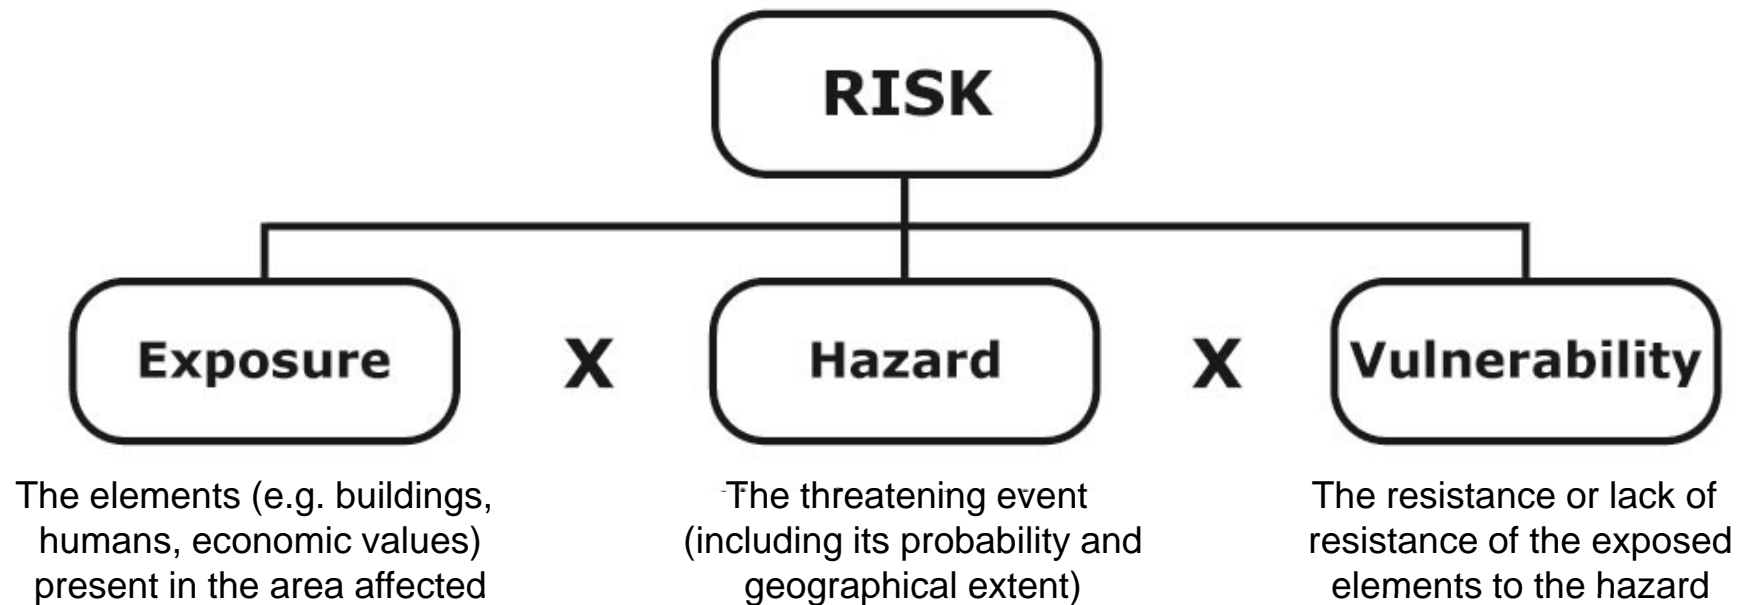 RISK
Exposure X Hazard X Vulnerability
The elements (e.g. buildings,
humans, economic values)
present in the area affected
The threatening event
(including its probability and
geographical extent)
The resistance or lack of
resistance of the exposed
elements to the hazard